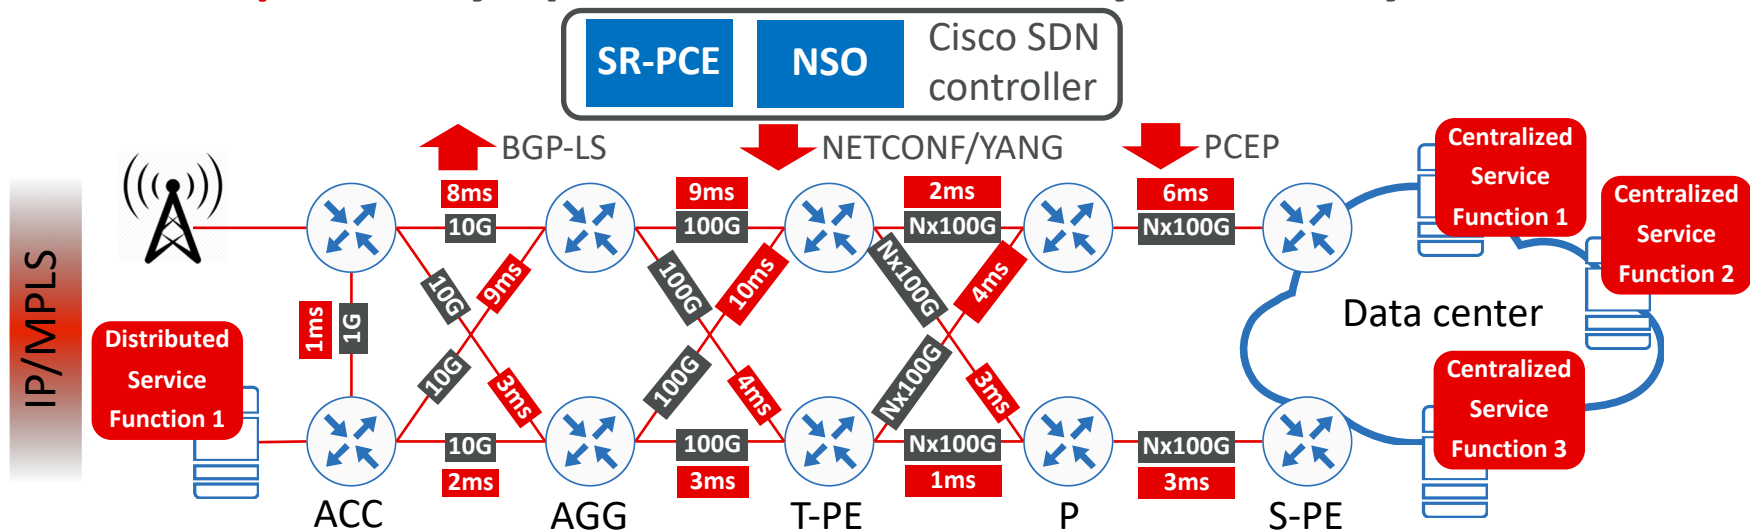 SR-PCE
NSO
Cisco SDN
controller
BGP-LS
NETCONF/YANG
PCEP
Centralized
Service
Function 1
Centralized
Service
Function 2
8ms
10G
9ms
100G
2ms
Nx100G
6ms
Nx100G
IP/MPLS
10G
9ms
100G
10ms
Nx100G
4ms
1ms
1G
Data center
Distributed
Service
Function 1
10G
3ms
100G
4ms
Nx100G
3ms
Centralized
Service
Function 3
10G
2ms
100G
3ms
Nx100G
1ms
Nx100G
3ms
ACC
AGG
T-PE
P
S-PE